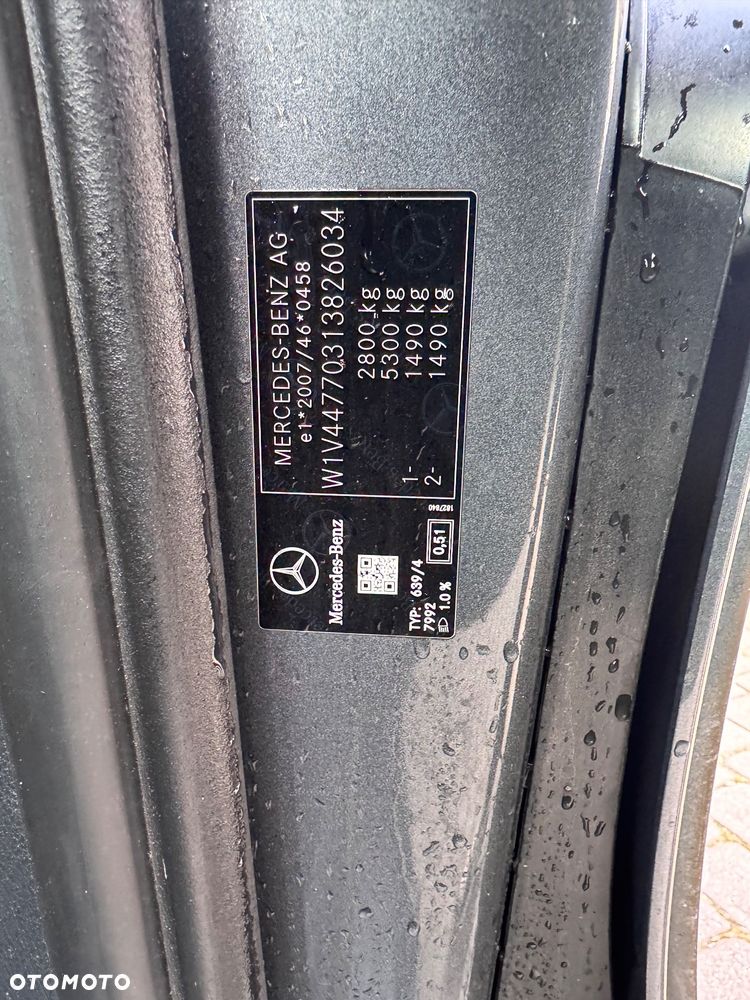 MERCEDES-BENZ AG
e1*2007/46*0458
W1V44770313826034
2800 kg
5300 kg
1- 1490 kg
2- 1490 kg
1827840
Mercedes-Benz
TYP: 639/4
7992
0,51
1.0 %
OTOMOTO